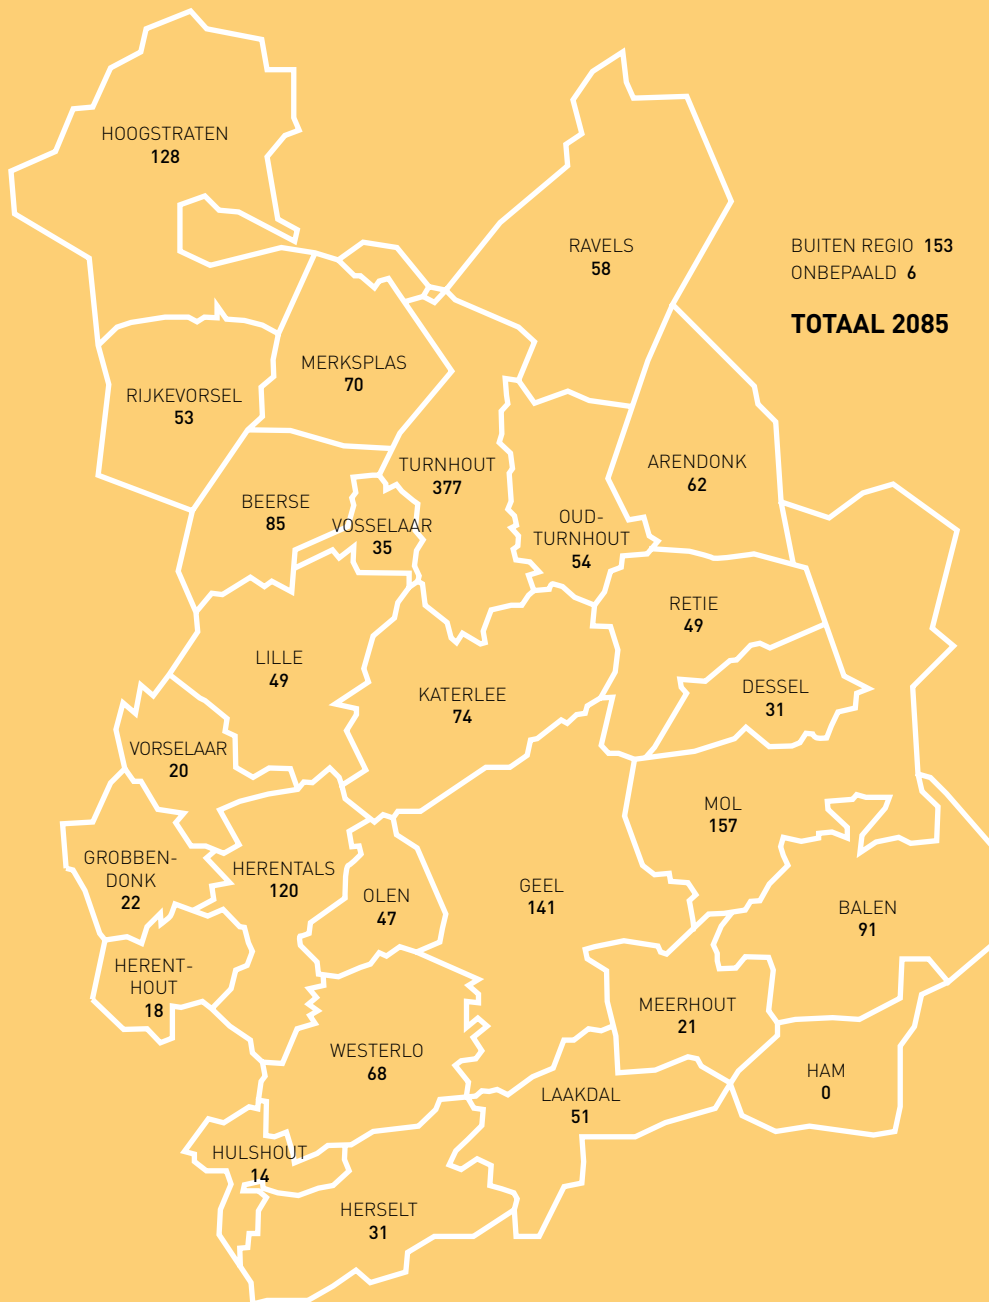 HOOGSTRATEN
128
RAVELS
58
BUITEN REGIO 153
ONBEPAALD 6
TOTAAL 2085
MERKSPLAS
70
RIJKEVORSEL
53
TURNHOUT
377
ARENDONK
62
BEERSE
85
VOSSELAAR
35
OUD-
TURNHOUT
54
RETIE
49
LILLE
49
KATERLEE
74
DESSEL
31
VORSELAAR
20
MOL
157
GROBBEN-
DONK
22
HERENTALS
120
OLEN
47
GEEL
141
BALEN
91
HERENT-
HOUT
18
MEERHOUT
21
WESTERLO
68
HAM
0
LAAKDAL
51
HULSHOUT
14
HERSELT
31